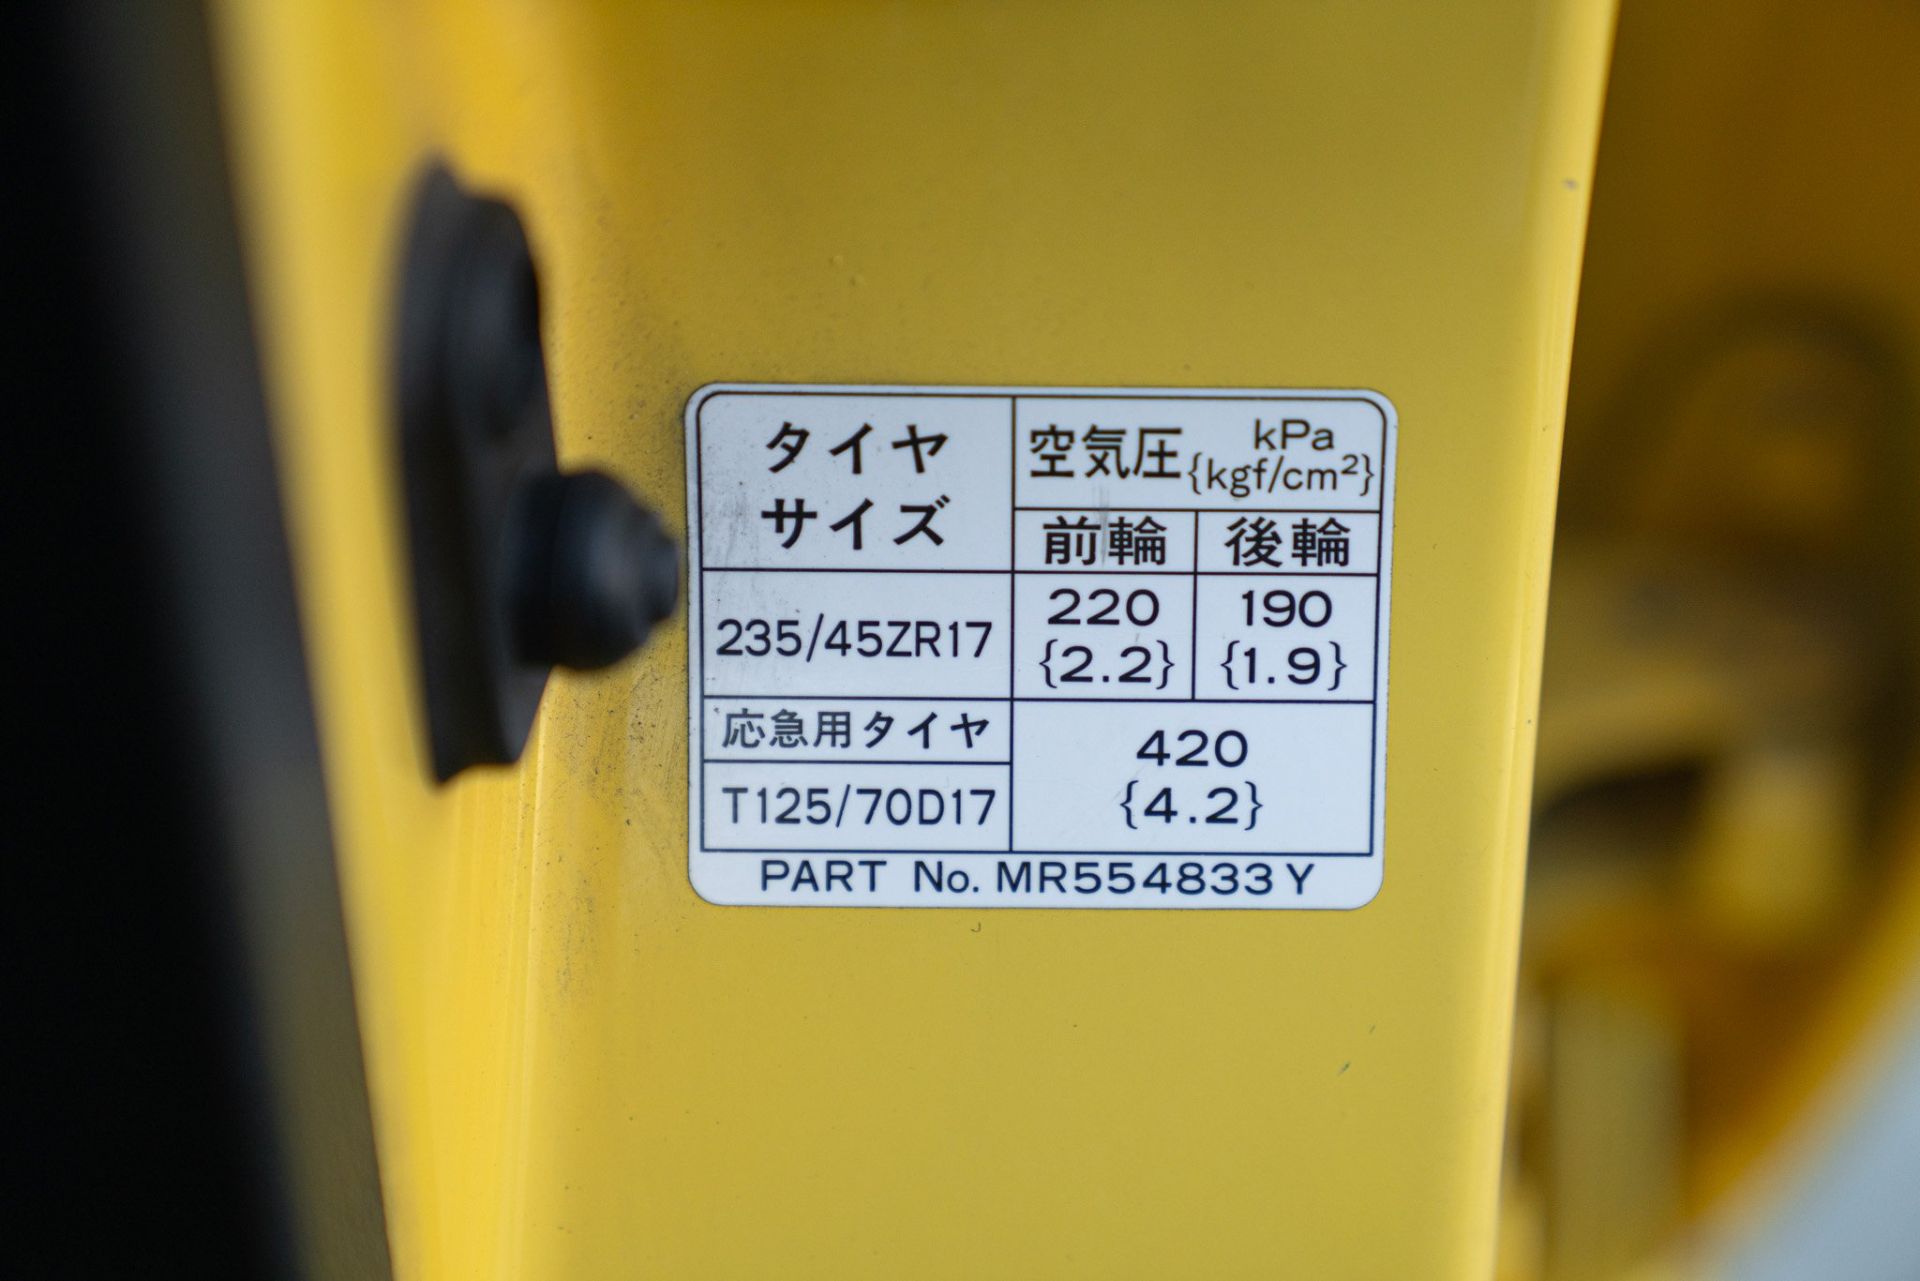 タイヤ
サイズ
空気圧 kPa
{kgf/cm²}
前輪 後輪
235/45ZR17
220 190
{2.2} {1.9}
応急用タイヤ
T125/70D17
420
{4.2}
PART No. MR554833Y